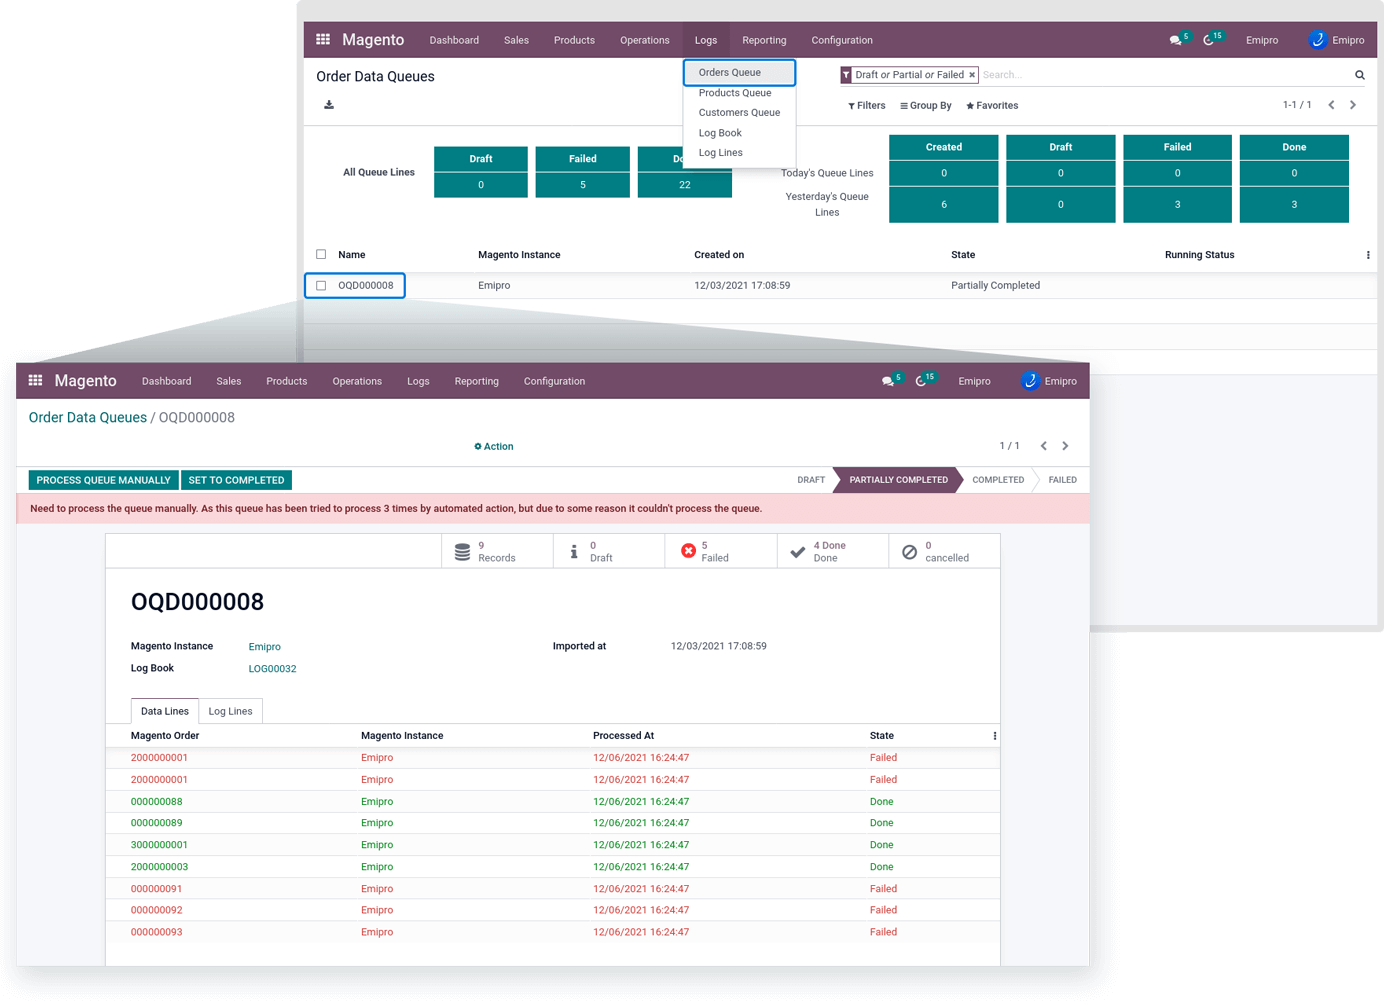 Magento Dashboard Sales Products Operations Logs Reporting Configuration 5 15 Emipro Emipro
Order Data Queues
Orders Queue
Products Queue
Customers Queue
Log Book
Log Lines
Draft or Partial or Failed × Search...
Filters Group By Favorites 1-1 / 1
All Queue Lines
Draft Failed Do
0 5 22
Created Draft Failed Done
Today's Queue Lines 0 0 0 0
Yesterday's Queue Lines 6 0 3 3
Name Magento Instance Created on State Running Status
OQD000008 Emipro 12/03/2021 17:08:59 Partially Completed
Magento Dashboard Sales Products Operations Logs Reporting Configuration 5 15 Emipro Emipro
Order Data Queues / OQD000008
Action 1 / 1
PROCESS QUEUE MANUALLY SET TO COMPLETED DRAFT PARTIALLY COMPLETED COMPLETED FAILED
Need to process the queue manually. As this queue has been tried to process 3 times by automated action, but due to some reason it couldn't process the queue.
9 Records
0 Draft
5 Failed
4 Done Done
0 cancelled
OQD000008
Magento Instance Emipro Imported at 12/03/2021 17:08:59
Log Book LOG00032
Data Lines Log Lines
Magento Order Magento Instance Processed At State
2000000001 Emipro 12/06/2021 16:24:47 Failed
2000000001 Emipro 12/06/2021 16:24:47 Failed
000000088 Emipro 12/06/2021 16:24:47 Done
000000089 Emipro 12/06/2021 16:24:47 Done
3000000001 Emipro 12/06/2021 16:24:47 Done
2000000003 Emipro 12/06/2021 16:24:47 Done
000000091 Emipro 12/06/2021 16:24:47 Failed
000000092 Emipro 12/06/2021 16:24:47 Failed
000000093 Emipro 12/06/2021 16:24:47 Failed